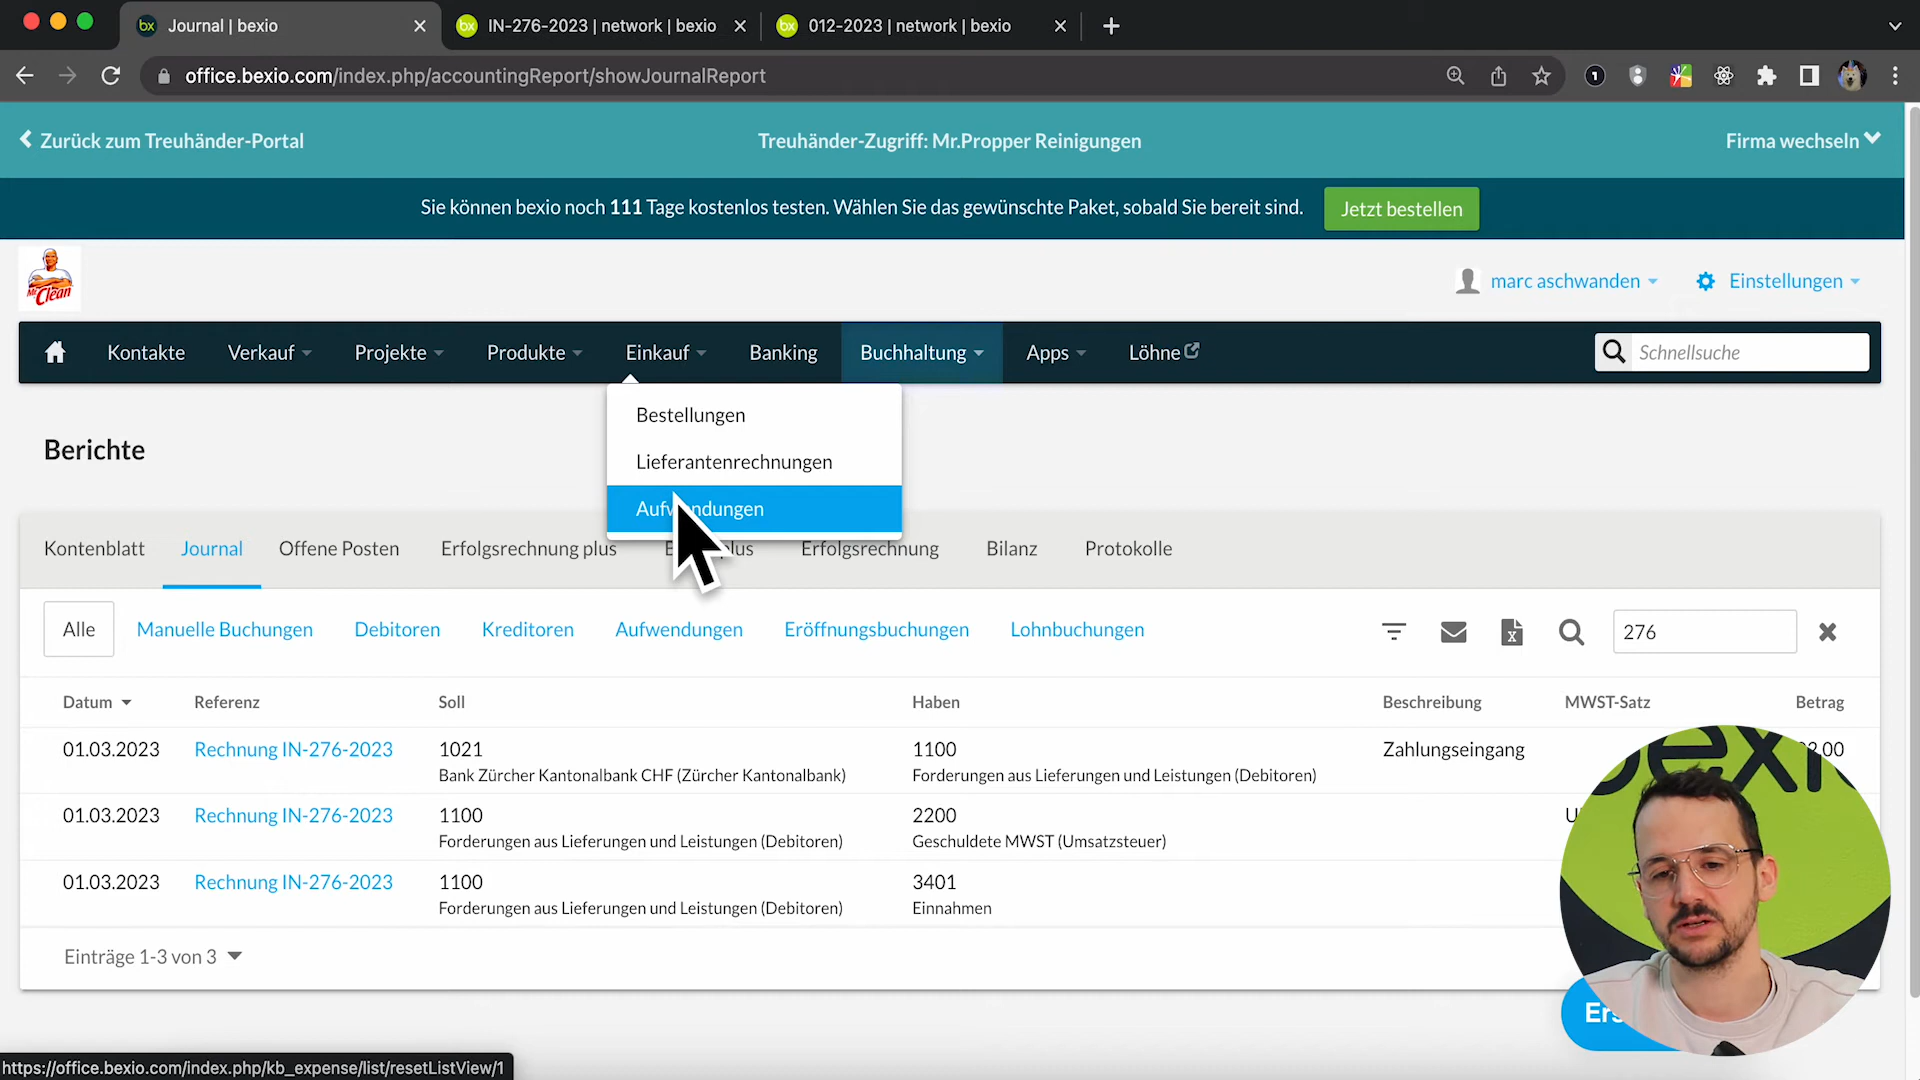 Journal | bexio
IN-276-2023 | network | bexio
012-2023 | network | bexio
office.bexio.com/index.php/accountingReport/showJournalReport
Zurück zum Treuhänder-Portal
Treuhänder-Zugriff: Mr.Propper Reinigungen
Firma wechseln
Sie können bexio noch 111 Tage kostenlos testen. Wählen Sie das gewünschte Paket, sobald Sie bereit sind.
Jetzt bestellen
Mr Clean
marc aschwanden
Einstellungen
Kontakte
Verkauf
Projekte
Produkte
Einkauf
Banking
Buchhaltung
Apps
Löhne
Schnellsuche
Bestellungen
Lieferantenrechnungen
Aufwendungen
Berichte
Kontenblatt
Journal
Offene Posten
Erfolgsrechnung plus
plus
Erfolgsrechnung
Bilanz
Protokolle
Alle
Manuelle Buchungen
Debitoren
Kreditoren
Aufwendungen
Eröffnungsbuchungen
Lohnbuchungen
276
Datum Referenz Soll Haben Beschreibung MWST-Satz Betrag
01.03.2023 Rechnung IN-276-2023 1021 1100 Zahlungseingang
Bank Zürcher Kantonalbank CHF (Zürcher Kantonalbank) Forderungen aus Lieferungen und Leistungen (Debitoren)
01.03.2023 Rechnung IN-276-2023 1100 2200
Forderungen aus Lieferungen und Leistungen (Debitoren) Geschuldete MWST (Umsatzsteuer)
01.03.2023 Rechnung IN-276-2023 1100 3401
Forderungen aus Lieferungen und Leistungen (Debitoren) Einnahmen
Einträge 1-3 von 3
https://office.bexio.com/index.php/kb_expense/list/resetListView/1